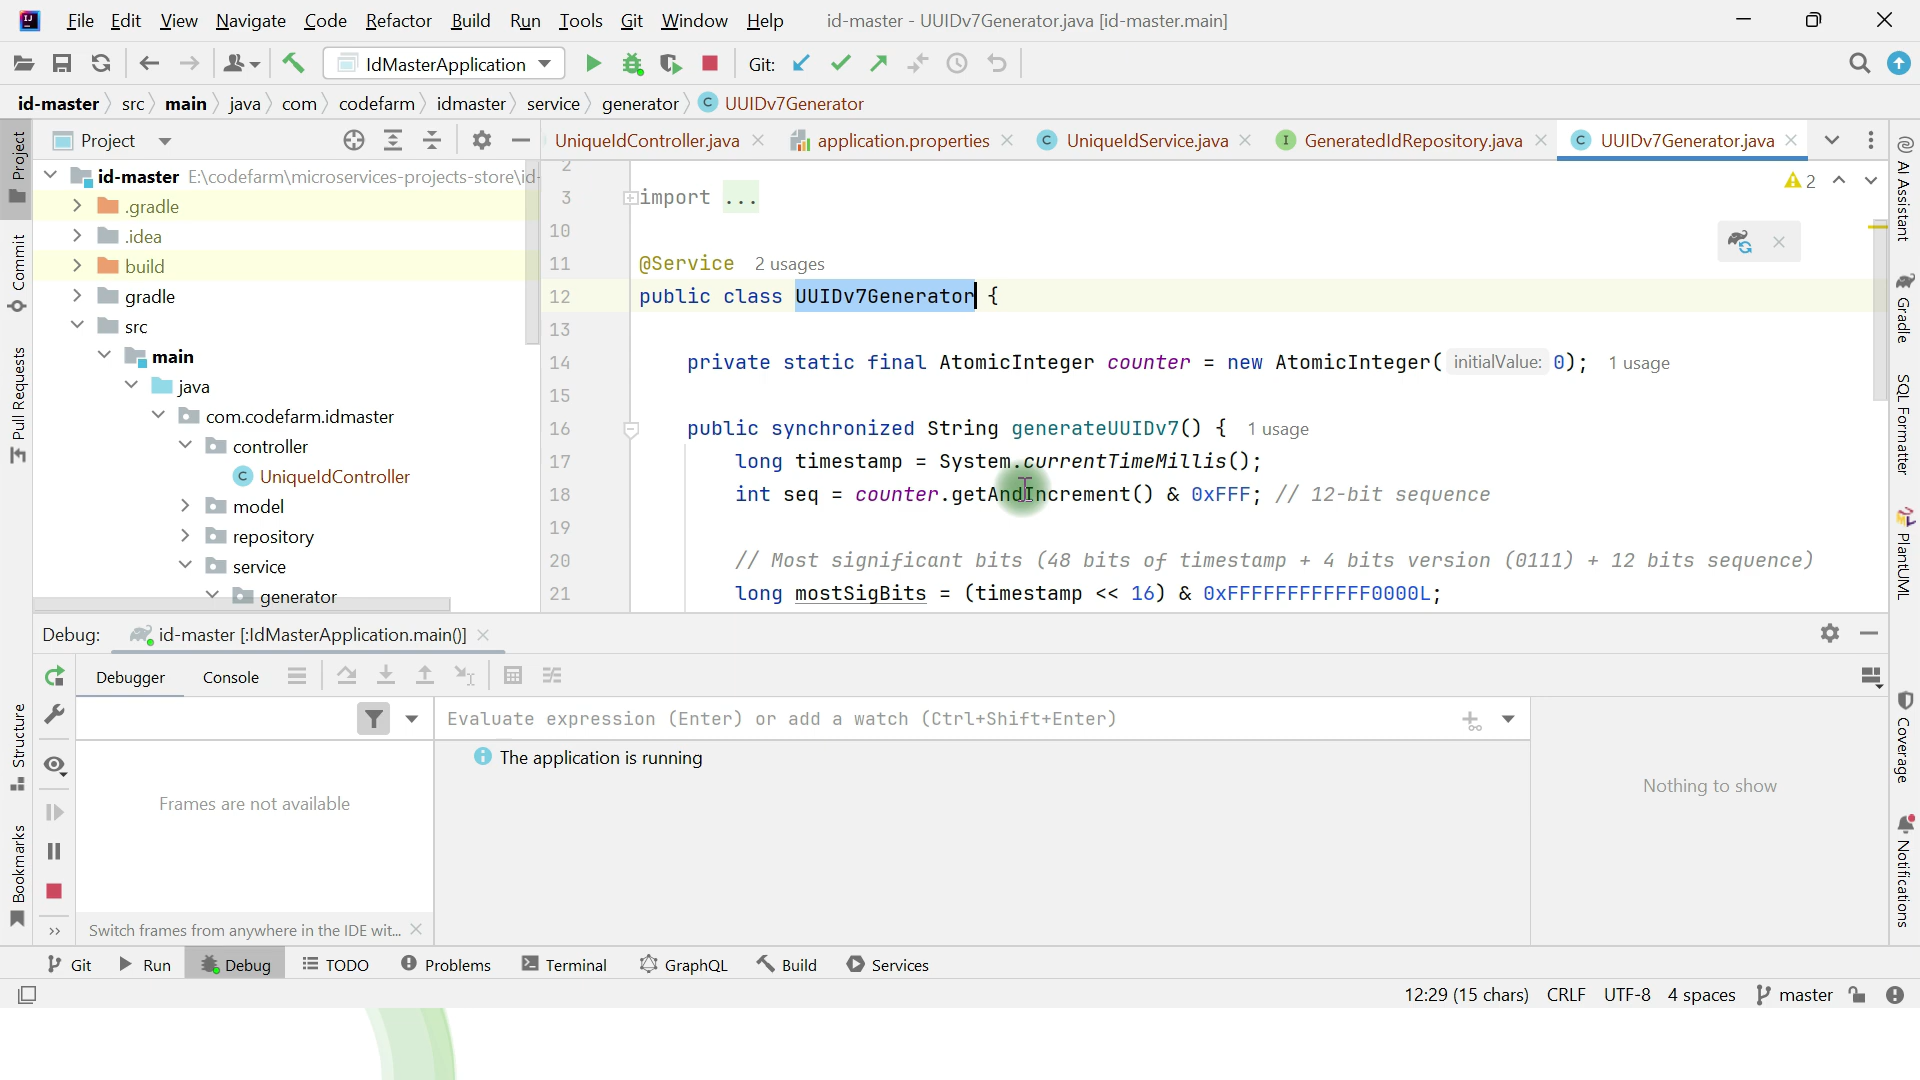 File Edit View Navigate Code Refactor Build Run Tools Git Window Help id-master - UUIDv7Generator.java [id-master.main]
IdMasterApplication Git:
id-master src main java com codefarm idmaster service generator UUIDv7Generator
Project
UniqueIdController.java application.properties UniqueIdService.java GeneratedIdRepository.java UUIDv7Generator.java
id-master E:\codefarm\microservices-projects-store\id-
.gradle
.idea
build
gradle
src
main
java
com.codefarm.idmaster
controller
UniqueIdController
model
repository
service
generator
2
3 import ...
10
11 @Service 2 usages
12 public class UUIDv7Generator {
13
14 private static final AtomicInteger counter = new AtomicInteger( initialValue: 0); 1 usage
15
16 public synchronized String generateUUIDv7() { 1 usage
17 long timestamp = System.currentTimeMillis();
18 int seq = counter.getAndIncrement() & 0xFFF; // 12-bit sequence
19
20 // Most significant bits (48 bits of timestamp + 4 bits version (0111) + 12 bits sequence)
21 long mostSigBits = (timestamp << 16) & 0xFFFFFFFFFFFF0000L;
2
Project
Commit
Pull Requests
Structure
Bookmarks
AI Assistant
Gradle
SQL Formatter
PlantUML
Coverage
Notifications
Debug: id-master [:IdMasterApplication.main()]
Debugger Console
Evaluate expression (Enter) or add a watch (Ctrl+Shift+Enter)
The application is running
Frames are not available
Nothing to show
Switch frames from anywhere in the IDE wit...
Git Run Debug TODO Problems Terminal GraphQL Build Services
12:29 (15 chars) CRLF UTF-8 4 spaces master